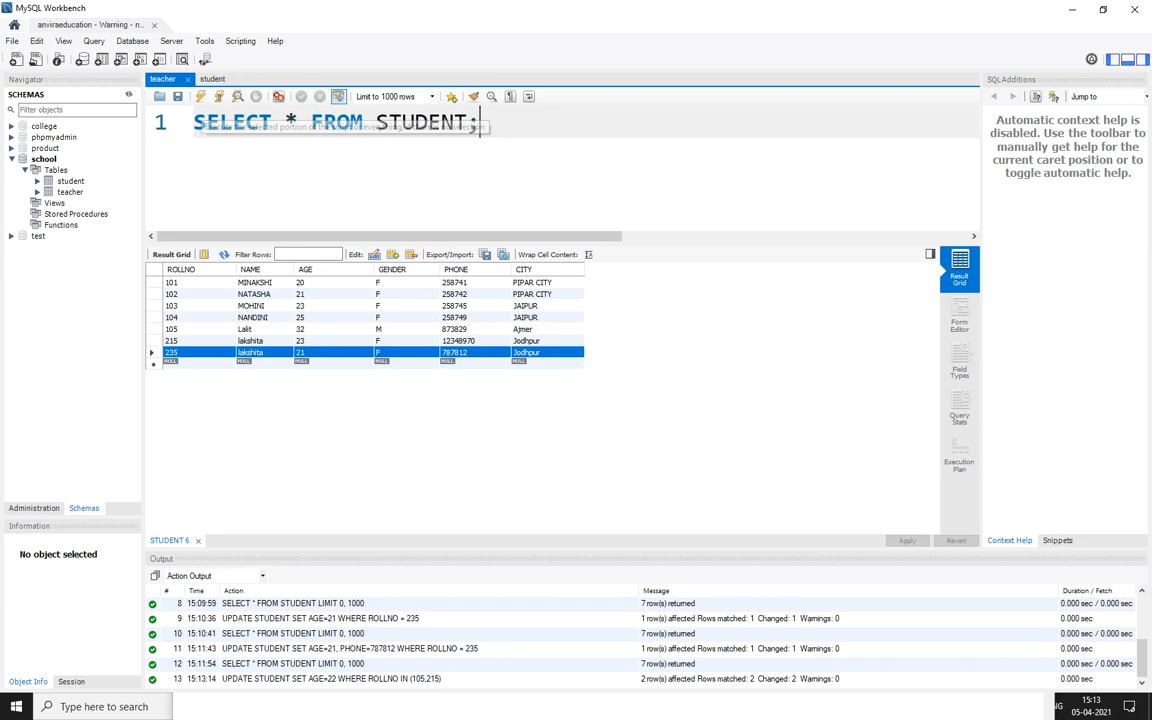 MySQL Workbench
anviraeducation - Warning - n...
File Edit View Query Database Server Tools Scripting Help
Navigator
SCHEMAS
Filter objects
college
phpmyadmin
product
school
Tables
student
teacher
Views
Stored Procedures
Functions
test
Administration Schemas
Information
No object selected
Object Info Session
teacher student
Limit to 1000 rows
1 SELECT * FROM STUDENT;
Result Grid Filter Rows: Edit: Export/Import: Wrap Cell Content:
ROLLNO NAME AGE GENDER PHONE CITY
101 MINAKSHI 20 F 258741 PIPAR CITY
102 NATASHA 21 F 258742 PIPAR CITY
103 MOHINI 23 F 258745 JAIPUR
104 NANDINI 25 F 258749 JAIPUR
105 Lalit 32 M 873829 Ajmer
215 lakshita 23 F 12348970 Jodhpur
235 lakshita 21 F 787812 Jodhpur
NULL NULL NULL NULL NULL NULL
Result Grid
Form Editor
Field Types
Query Stats
Execution Plan
STUDENT 6 Apply Revert
SQLAdditions
Jump to
Automatic context help is
disabled. Use the toolbar to
manually get help for the
current caret position or to
toggle automatic help.
Context Help Snippets
Output
Action Output
# Time Action Message Duration / Fetch
8 15:09:59 SELECT * FROM STUDENT LIMIT 0, 1000 7 row(s) returned 0.000 sec / 0.000 sec
9 15:10:36 UPDATE STUDENT SET AGE=21 WHERE ROLLNO = 235 1 row(s) affected Rows matched: 1 Changed: 1 Warnings: 0 0.000 sec
10 15:10:41 SELECT * FROM STUDENT LIMIT 0, 1000 7 row(s) returned 0.000 sec / 0.000 sec
11 15:11:43 UPDATE STUDENT SET AGE=21, PHONE=787812 WHERE ROLLNO = 235 1 row(s) affected Rows matched: 1 Changed: 1 Warnings: 0 0.000 sec
12 15:11:54 SELECT * FROM STUDENT LIMIT 0, 1000 7 row(s) returned 0.000 sec / 0.000 sec
13 15:13:14 UPDATE STUDENT SET AGE=22 WHERE ROLLNO IN (105,215) 2 row(s) affected Rows matched: 2 Changed: 2 Warnings: 0 0.000 sec
Type here to search
15:13
05-04-2021